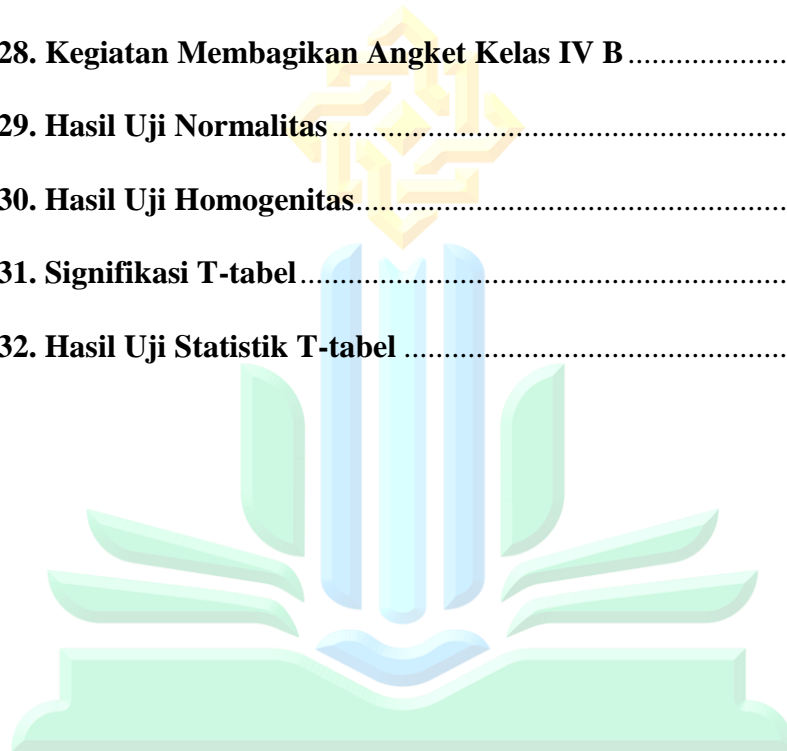 28. Kegiatan Membagikan Angket Kelas IV B....................
29. Hasil Uji Normalitas.........................................................
30. Hasil Uji Homogenitas......................................................
31. Signifikasi T-tabel.............................................................
32. Hasil Uji Statistik T-tabel ................................................